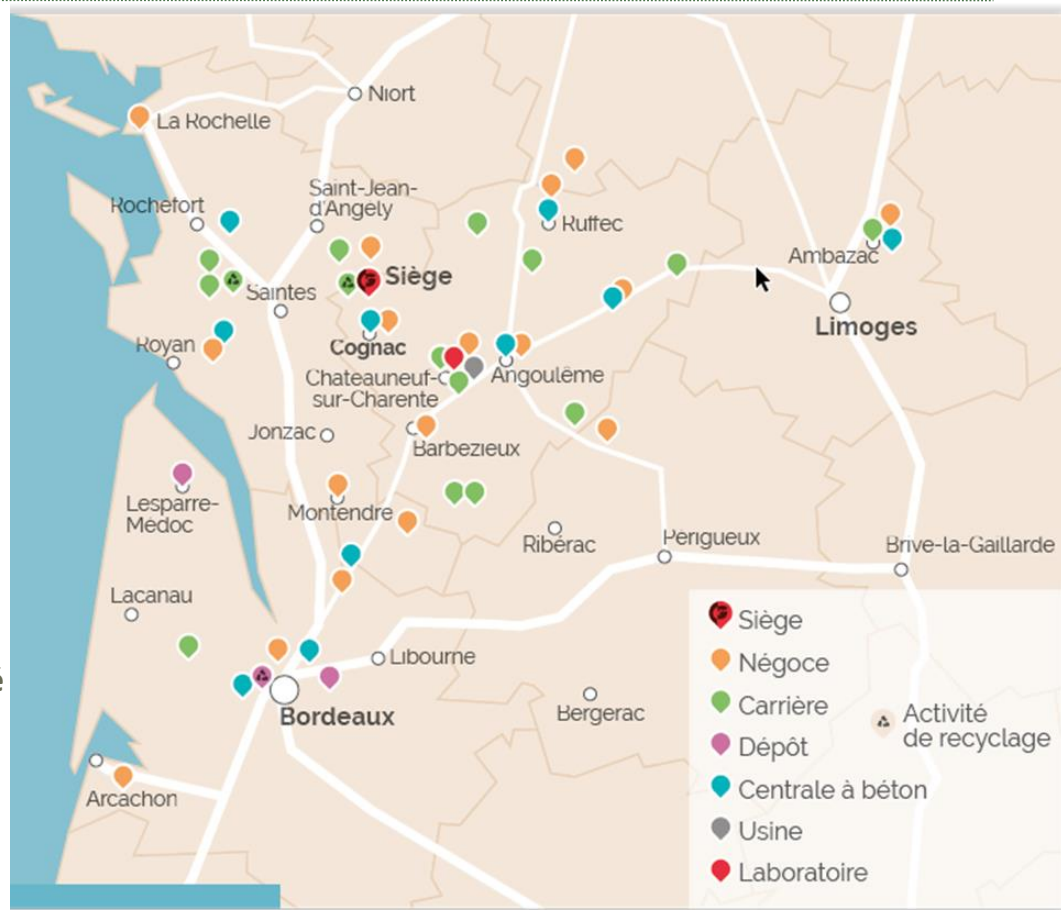 Niort
La Rochelle
Rochefort
Saint-Jean-
d'Angély
Ruffec
Ambazac
Siège
Saintes
Limoges
Royan
Cognac
Chateauneuf-
sur-Charente
Angoulême
Jonzac
Barbezieux
Lesparre-
Médoc
Montendre
Ribérac
Périgueux
Brive-la-Gaillarde
Lacanau
Libourne
é
Bordeaux
Bergerac
Arcachon
Siège
Négoce
Carrière
Dépôt
Centrale à béton
Usine
Laboratoire
Activité
de recyclage